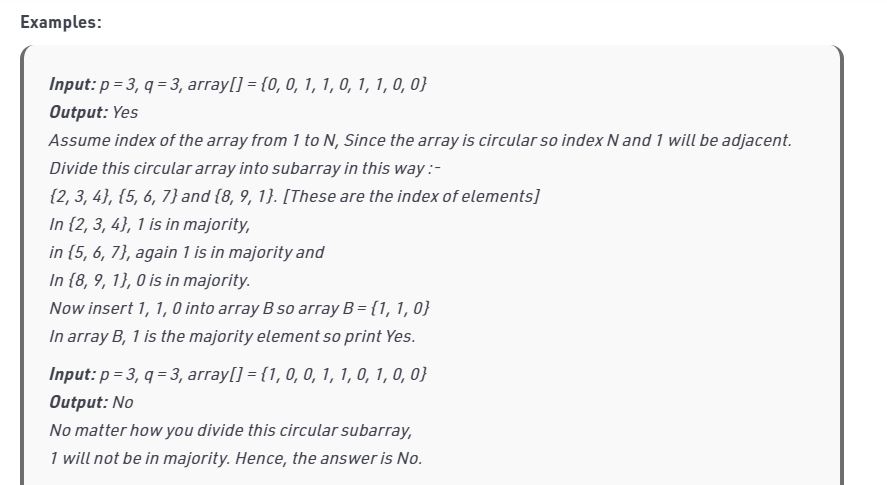 Examples:
Input: p = 3, q = 3, array[] = {0, 0, 1, 1, 0, 1, 1, 0, 0}
Output: Yes
Assume index of the array from 1 to N, Since the array is circular so index N and 1 will be adjacent.
Divide this circular array into subarray in this way :-
{2, 3, 4}, {5, 6, 7} and {8, 9, 1}. [These are the index of elements]
In {2, 3, 4}, 1 is in majority,
in {5, 6, 7}, again 1 is in majority and
In {8, 9, 1}, 0 is in majority.
Now insert 1, 1, 0 into array B so array B = {1, 1, 0}
In array B, 1 is the majority element so print Yes.
Input: p = 3, q = 3, array[] = {1, 0, 0, 1, 1, 0, 1, 0, 0}
Output: No
No matter how you divide this circular subarray,
1 will not be in majority. Hence, the answer is No.